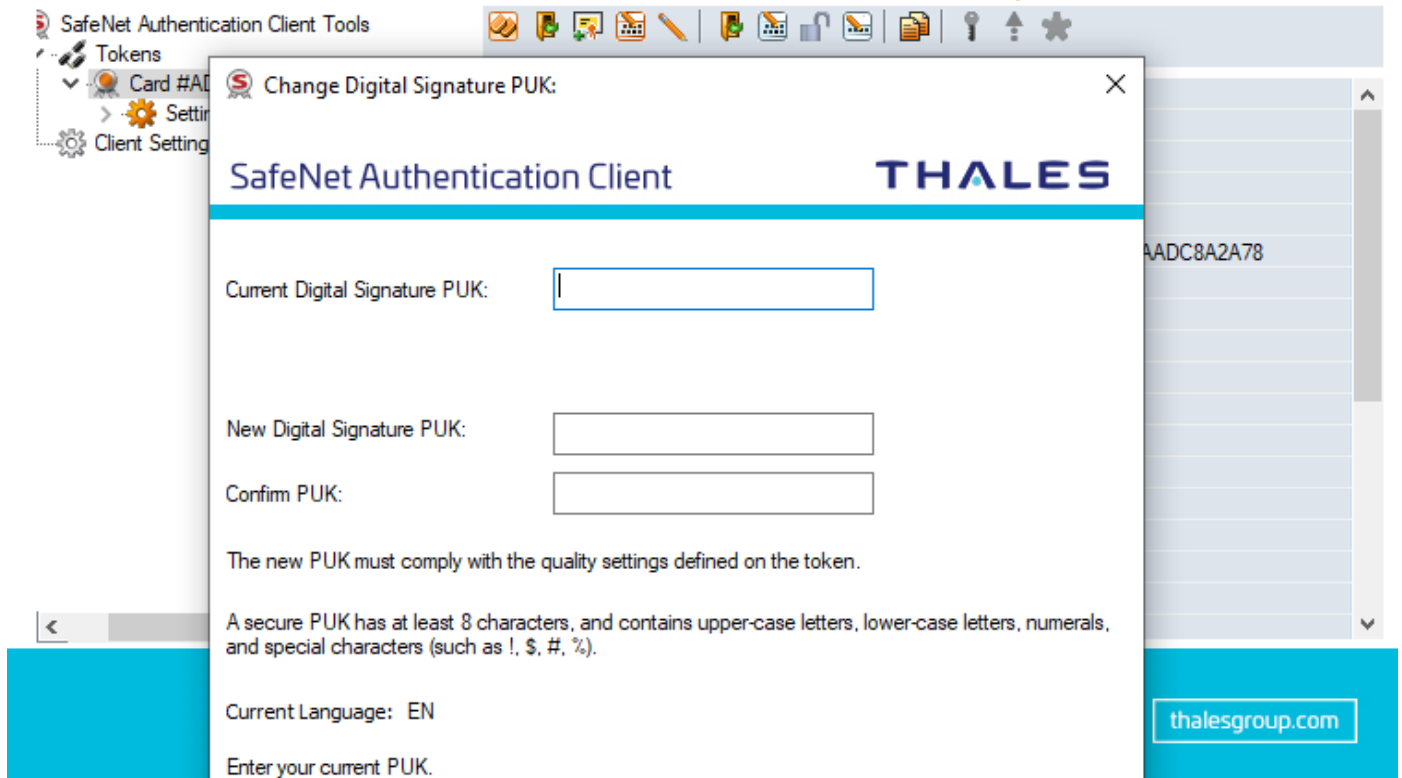 SafeNet Authentication Client Tools
Tokens
Card #AD
Settin
Client Setting
Change Digital Signature PUK:
SafeNet Authentication Client
THALES
AADC8A2A78
Current Digital Signature PUK:
New Digital Signature PUK:
Confirm PUK:
The new PUK must comply with the quality settings defined on the token.
A secure PUK has at least 8 characters, and contains upper-case letters, lower-case letters, numerals,
and special characters (such as !, $, #, %).
Current Language: EN
thalesgroup.com
Enter your current PUK.